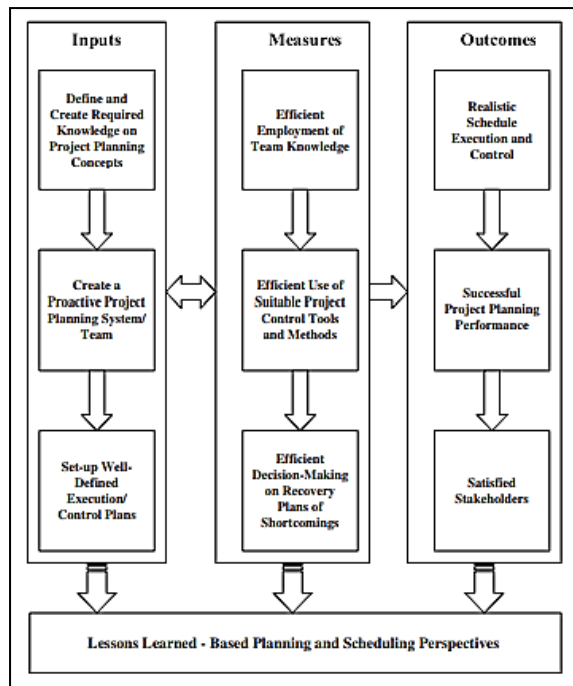 Inputs
Define and
Create Required
Knowledge on
Project Planning
Concepts
Create a
Proactive Project
Planning System/
Team
Set-up Well-
Defined
Execution/
Control Plans
Measures
Efficient
Employment of
Team Knowledge
Efficient Use of
Suitable Project
Control Tools
and Methods
Efficient
Decision-Making
on Recovery
Plans of
Shortcomings
Outcomes
Realistic
Schedule
Execution and
Control
Successful
Project Planning
Performance
Satisfied
Stakeholders
Lessons Learned - Based Planning and Scheduling Perspectives